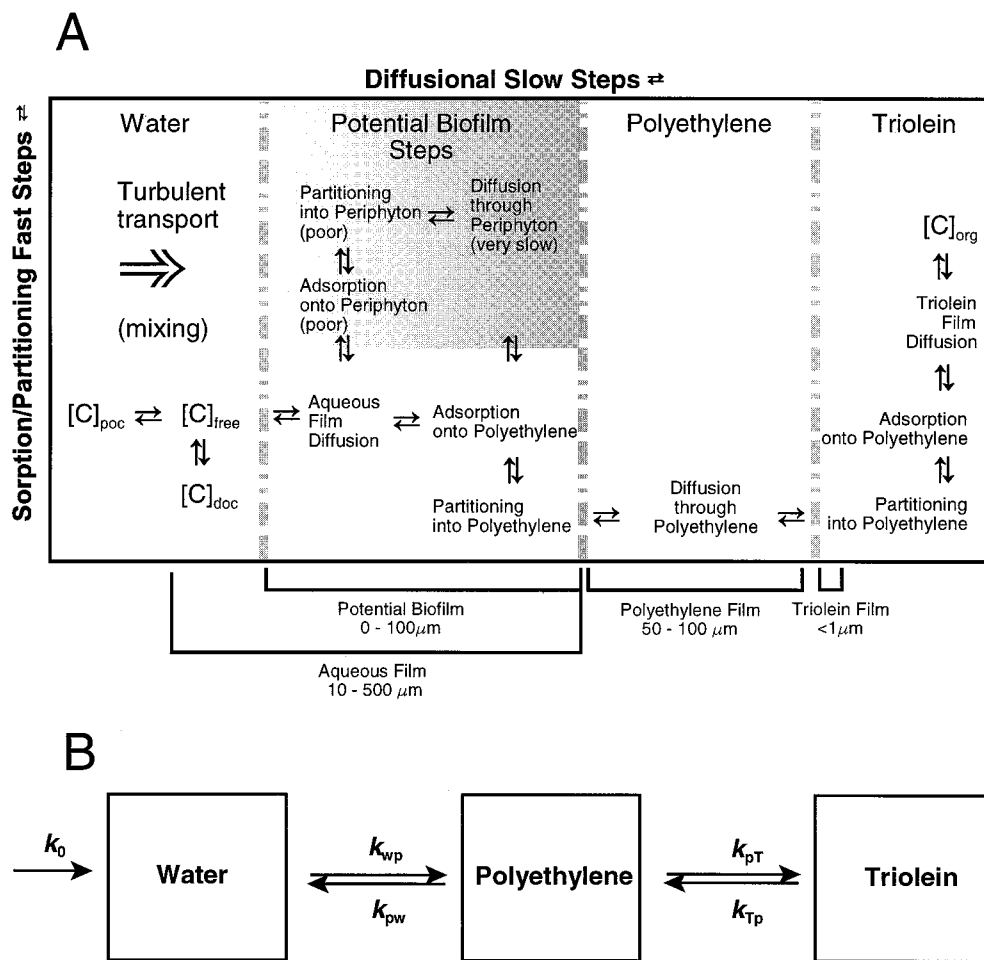 A
Diffusional Slow Steps ⇄
Sorption/Partitioning Fast Steps ⇄
Water
Turbulent
transport
(mixing)
[C]poc ⇄ [C]free
[C]doc
Potential Biofilm
Steps
Partitioning
into Periphyton
(poor)
Diffusion
through
Periphyton
(very slow)
Adsorption
onto Periphyton
(poor)
Aqueous
Film
Diffusion
Adsorption
onto Polyethylene
Partitioning
into Polyethylene
Polyethylene
Diffusion
through
Polyethylene
Triolein
[C]org
Triolein
Film
Diffusion
Adsorption
onto Polyethylene
Partitioning
into Polyethylene
Potential Biofilm
0 - 100μm
Polyethylene Film
50 - 100 μm
Triolein Film
<1μm
Aqueous Film
10 - 500 μm
B
k0
Water
kwp
kpw
Polyethylene
kpT
kTp
Triolein